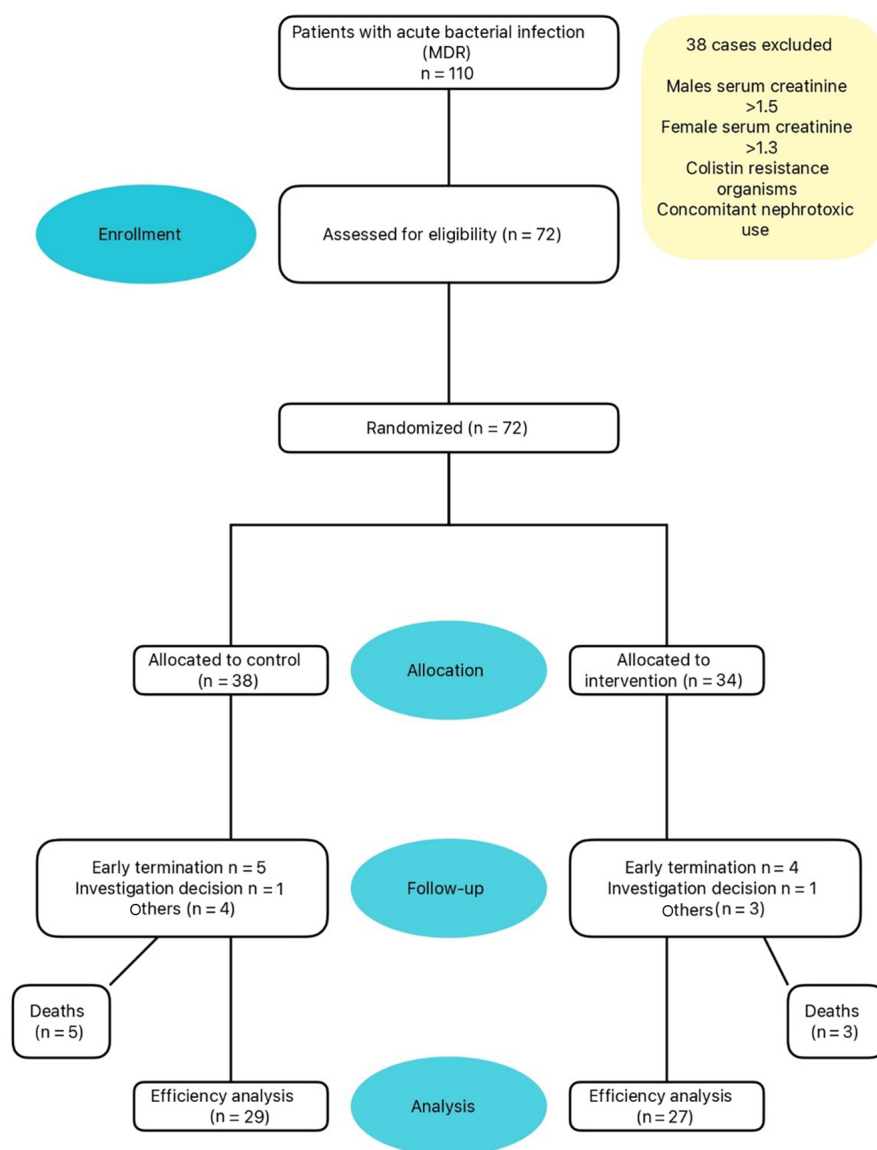 Patients with acute bacterial infection
(MDR)
n = 110
38 cases excluded
Males serum creatinine
>1.5
Female serum creatinine
>1.3
Colistin resistance
organisms
Concomitant nephrotoxic
use
Enrollment
Assessed for eligibility (n = 72)
Randomized (n = 72)
Allocated to control
(n = 38)
Allocation
Allocated to
intervention (n = 34)
Early termination n = 5
Investigation decision n = 1
Others (n = 4)
Follow-up
Early termination n = 4
Investigation decision n = 1
Others (n = 3)
Deaths
(n = 5)
Deaths
(n = 3)
Efficiency analysis
(n = 29)
Analysis
Efficiency analysis
(n = 27)